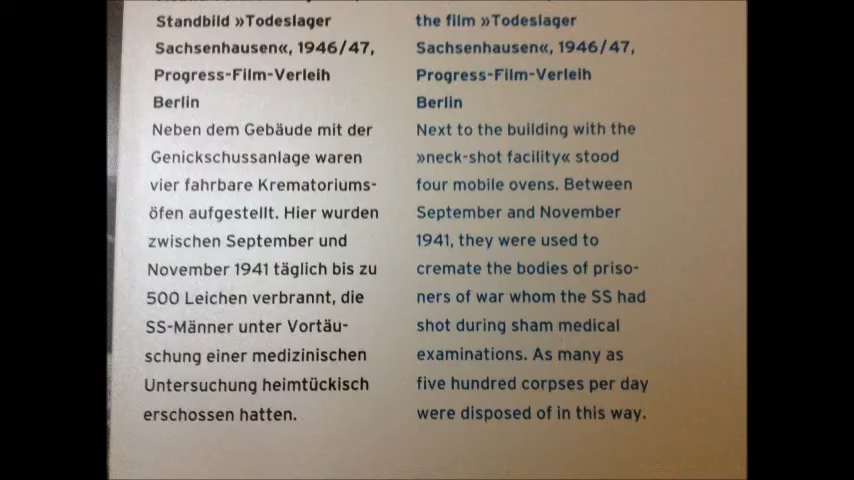 Standbild »Todeslager
Sachsenhausen«, 1946/47,
Progress-Film-Verleih
Berlin
Neben dem Gebäude mit der
Genickschussanlage waren
vier fahrbare Krematoriums-
öfen aufgestellt. Hier wurden
zwischen September und
November 1941 täglich bis zu
500 Leichen verbrannt, die
SS-Männer unter Vortäu-
schung einer medizinischen
Untersuchung heimtückisch
erschossen hatten.
the film »Todeslager
Sachsenhausen«, 1946/47,
Progress-Film-Verleih
Berlin
Next to the building with the
»neck-shot facility« stood
four mobile ovens. Between
September and November
1941, they were used to
cremate the bodies of priso-
ners of war whom the SS had
shot during sham medical
examinations. As many as
five hundred corpses per day
were disposed of in this way.